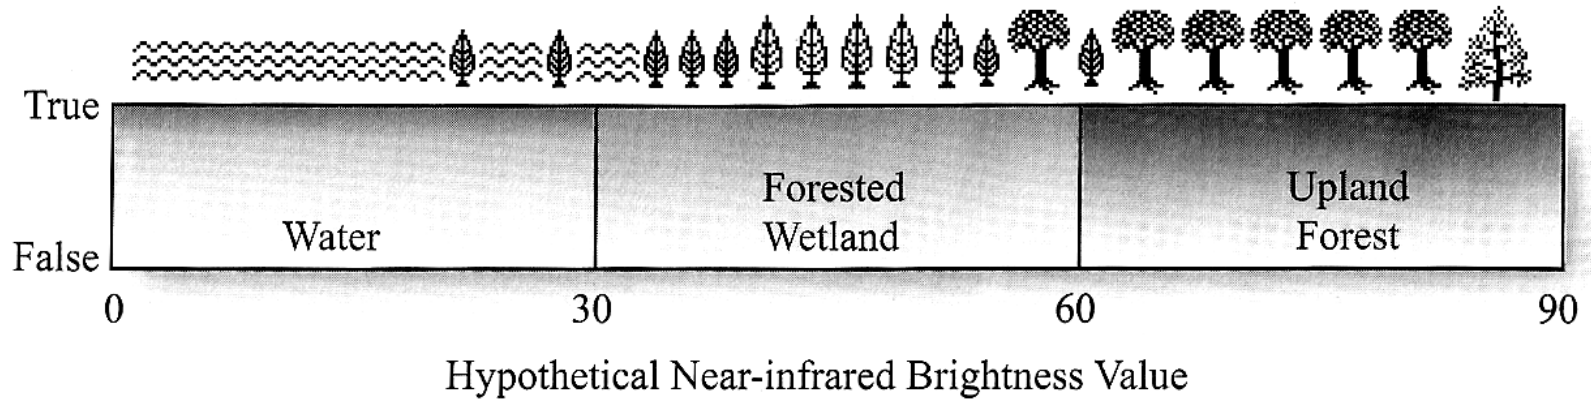 True
False
Water
Forested
Wetland
Upland
Forest
0 30 60 90
Hypothetical Near-infrared Brightness Value